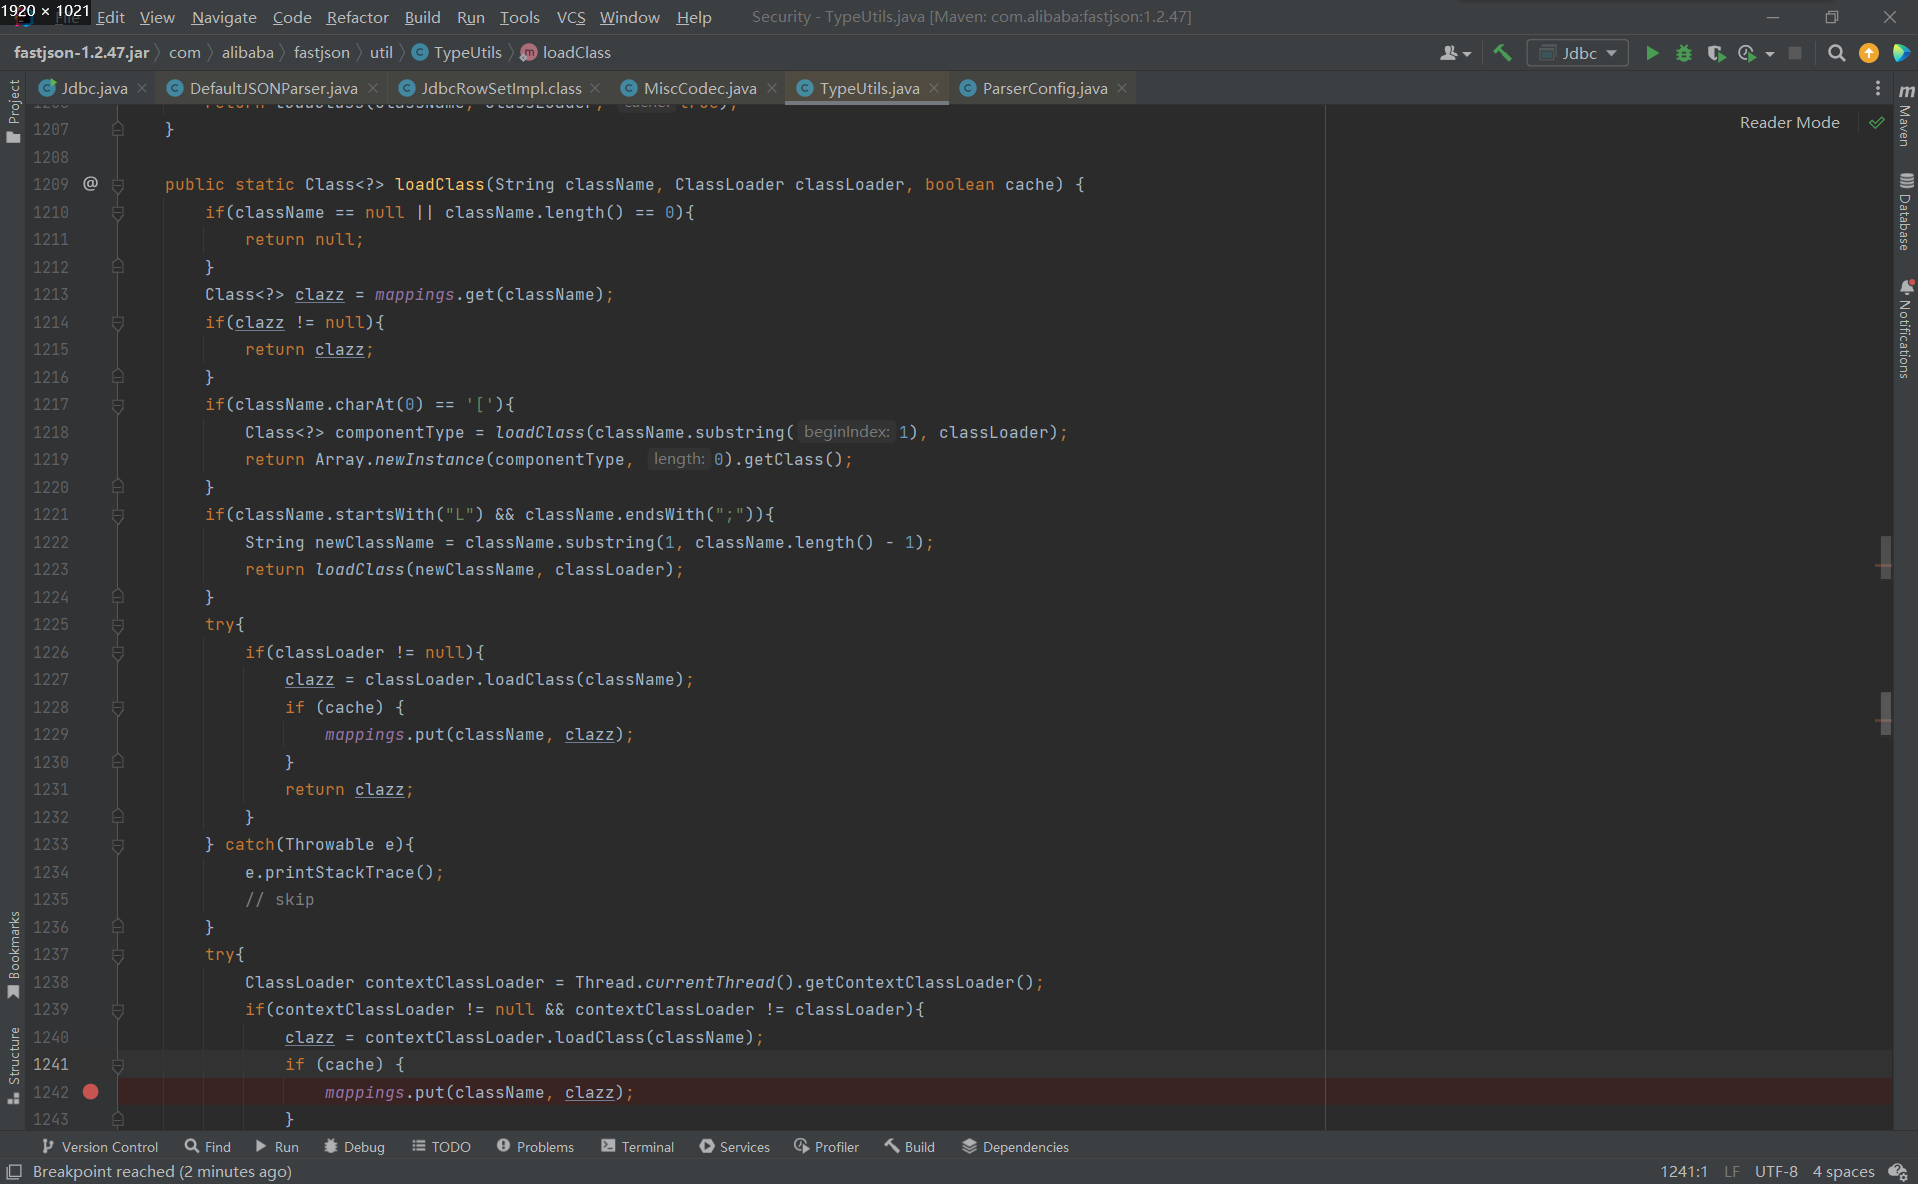 1920 × 1021
Edit View Navigate Code Refactor Build Run Tools VCS Window Help Security - TypeUtils.java [Maven: com.alibaba:fastjson:1.2.47]
fastjson-1.2.47.jar com alibaba fastjson util TypeUtils loadClass Jdbc
Project
Jdbc.java DefaultJSONParser.java JdbcRowSetImpl.class MiscCodec.java TypeUtils.java ParserConfig.java
Reader Mode
1207 }
1208
1209 @ public static Class<?> loadClass(String className, ClassLoader classLoader, boolean cache) {
1210 if(className == null || className.length() == 0){
1211 return null;
1212 }
1213 Class<?> clazz = mappings.get(className);
1214 if(clazz != null){
1215 return clazz;
1216 }
1217 if(className.charAt(0) == '['){
1218 Class<?> componentType = loadClass(className.substring( beginIndex: 1), classLoader);
1219 return Array.newInstance(componentType, length: 0).getClass();
1220 }
1221 if(className.startsWith("L") && className.endsWith(";")){
1222 String newClassName = className.substring(1, className.length() - 1);
1223 return loadClass(newClassName, classLoader);
1224 }
1225 try{
1226 if(classLoader != null){
1227 clazz = classLoader.loadClass(className);
1228 if (cache) {
1229 mappings.put(className, clazz);
1230 }
1231 return clazz;
1232 }
1233 } catch(Throwable e){
1234 e.printStackTrace();
1235 // skip
1236 }
1237 try{
1238 ClassLoader contextClassLoader = Thread.currentThread().getContextClassLoader();
1239 if(contextClassLoader != null && contextClassLoader != classLoader){
1240 clazz = contextClassLoader.loadClass(className);
1241 if (cache) {
1242 mappings.put(className, clazz);
1243 }
Bookmarks
Structure
m Maven
Database
Notifications
Version Control Find Run Debug TODO Problems Terminal Services Profiler Build Dependencies
Breakpoint reached (2 minutes ago) 1241:1 LF UTF-8 4 spaces